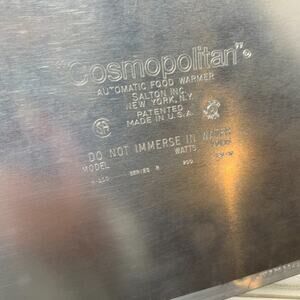 "Cosmopolitan"®
AUTOMATIC FOOD WARMER
SALTON INC.
NEW YORK, N.Y.
PATENTED
MADE IN U.S.A.
DO NOT IMMERSE IN WATER
MODEL WATTS
SERIES